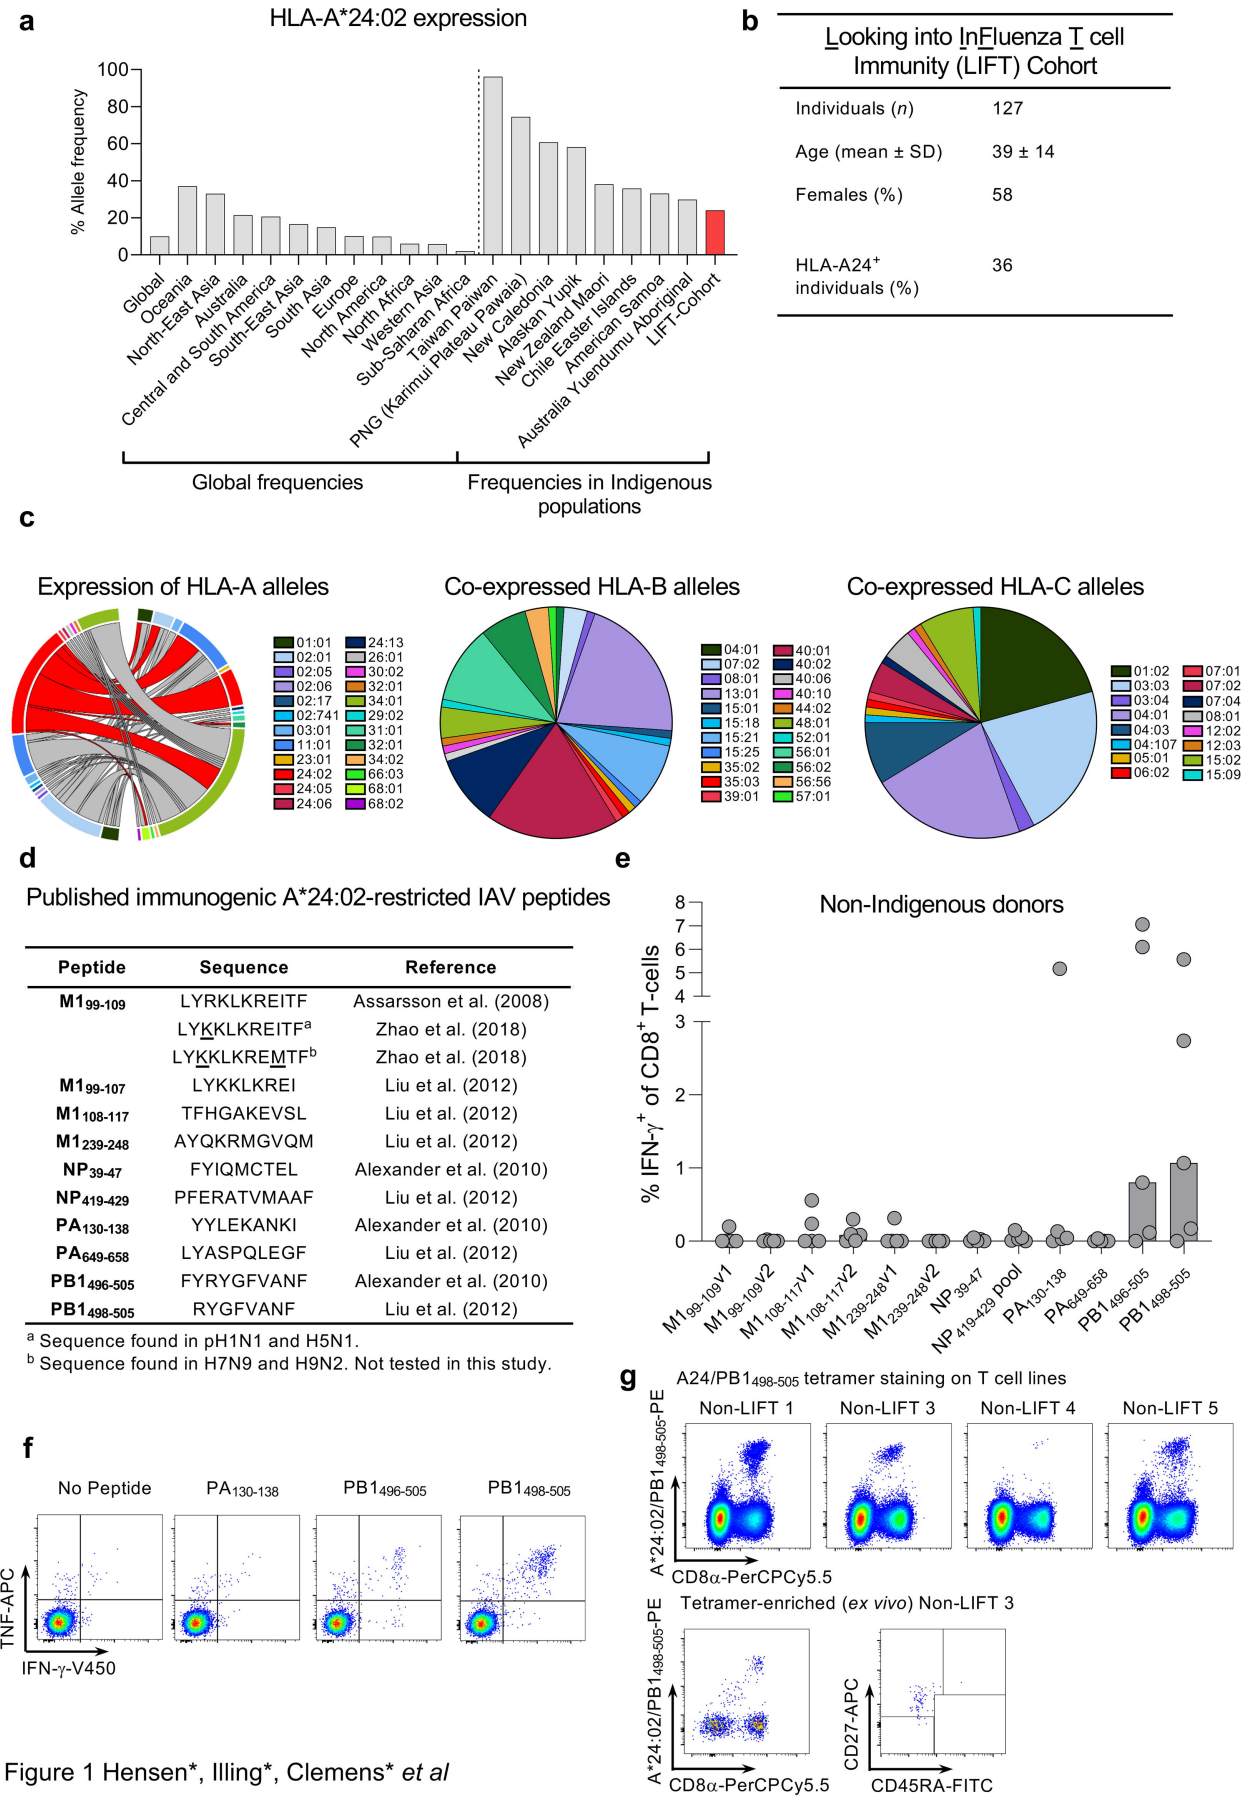 a
HLA-A*24:02 expression
% Allele frequency
100
80
60
40
20
0
Global
Oceania
North-East Asia
Australia
Central and South America
South-East Asia
South Asia
Europe
North America
North Africa
Western Asia
Sub-Saharan Africa
Taiwan Paiwan
PNG (Karimui Plateau Pawaia)
New Caledonia
Alaskan Yupik
New Zealand Maori
Chile Easter Islands
American Samoa
Australia Yuendumu Aboriginal
LIFT-Cohort
Global frequencies
Frequencies in Indigenous
populations
b
Looking into InFluenza T cell
Immunity (LIFT) Cohort
Individuals (n) 127
Age (mean ± SD) 39 ± 14
Females (%) 58
HLA-A24+ 36
individuals (%)
c
Expression of HLA-A alleles
01:01 24:13
02:01 26:01
02:05 30:02
02:06 32:01
02:17 34:01
02:741 29:02
03:01 31:01
11:01 32:01
23:01 34:02
24:02 66:03
24:05 68:01
24:06 68:02
Co-expressed HLA-B alleles
04:01 40:01
07:02 40:02
08:01 40:06
13:01 40:10
15:01 44:02
15:18 48:01
15:21 52:01
15:25 56:01
35:02 56:02
35:03 56:56
39:01 57:01
Co-expressed HLA-C alleles
01:02 07:01
03:03 07:02
03:04 07:04
04:01 08:01
04:03 12:02
04:107 12:03
05:01 15:02
06:02 15:09
d
Published immunogenic A*24:02-restricted IAV peptides
Peptide Sequence Reference
M199-109 LYRKLKREITF Assarsson et al. (2008)
LYKKLKREITFa Zhao et al. (2018)
LYKKLKREMTFb Zhao et al. (2018)
M199-107 LYKKLKREI Liu et al. (2012)
M1108-117 TFHGAKEVSL Liu et al. (2012)
M1239-248 AYQKRMGVQM Liu et al. (2012)
NP39-47 FYIQMCTEL Alexander et al. (2010)
NP419-429 PFERATVMAAF Liu et al. (2012)
PA130-138 YYLEKANKI Alexander et al. (2010)
PA649-658 LYASPQLEGF Liu et al. (2012)
PB1496-505 FYRYGFVANF Alexander et al. (2010)
PB1498-505 RYGFVANF Liu et al. (2012)
a Sequence found in pH1N1 and H5N1.
b Sequence found in H7N9 and H9N2. Not tested in this study.
e
Non-Indigenous donors
% IFN-γ+ of CD8+ T-cells
8
7
6
5
4
3
2
1
0
M199-109v1
M199-109v2
M1108-117v1
M1108-117v2
M1239-248v1
M1239-248v2
NP39-47
NP419-429 pool
PA130-138
PA649-658
PB1496-505
PB1498-505
f
No Peptide PA130-138 PB1496-505 PB1498-505
TNF-APC
IFN-γ-V450
g
A24/PB1498-505 tetramer staining on T cell lines
Non-LIFT 1 Non-LIFT 3 Non-LIFT 4 Non-LIFT 5
A*24:02/PB1498-505-PE
CD8α-PerCPCy5.5
Tetramer-enriched (ex vivo) Non-LIFT 3
A*24:02/PB1498-505-PE
CD8α-PerCPCy5.5
CD27-APC
CD45RA-FITC
Figure 1 Hensen*, Illing*, Clemens* et al